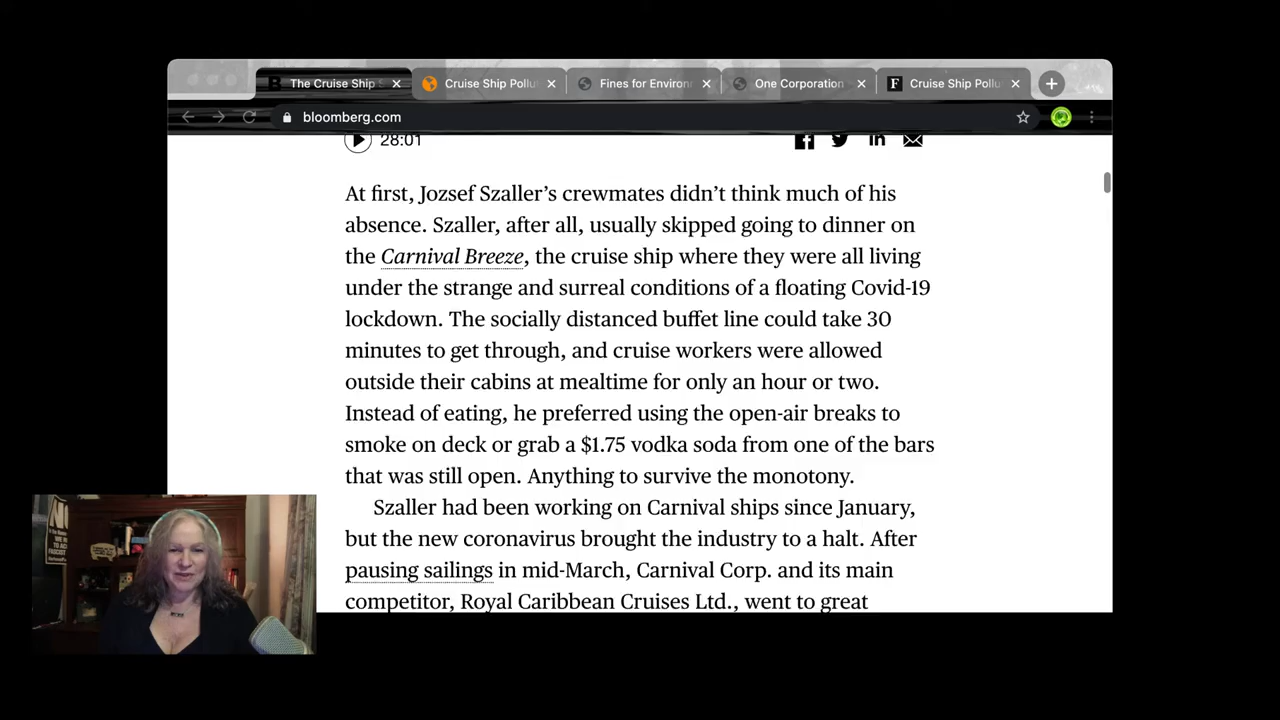 The Cruise Ship
Cruise Ship Pollut
Fines for Environm
One Corporation
Cruise Ship Pollu
bloomberg.com
28:01
At first, Jozsef Szaller’s crewmates didn’t think much of his
absence. Szaller, after all, usually skipped going to dinner on
the Carnival Breeze, the cruise ship where they were all living
under the strange and surreal conditions of a floating Covid-19
lockdown. The socially distanced buffet line could take 30
minutes to get through, and cruise workers were allowed
outside their cabins at mealtime for only an hour or two.
Instead of eating, he preferred using the open-air breaks to
smoke on deck or grab a $1.75 vodka soda from one of the bars
that was still open. Anything to survive the monotony.
Szaller had been working on Carnival ships since January,
but the new coronavirus brought the industry to a halt. After
pausing sailings in mid-March, Carnival Corp. and its main
competitor, Royal Caribbean Cruises Ltd., went to great